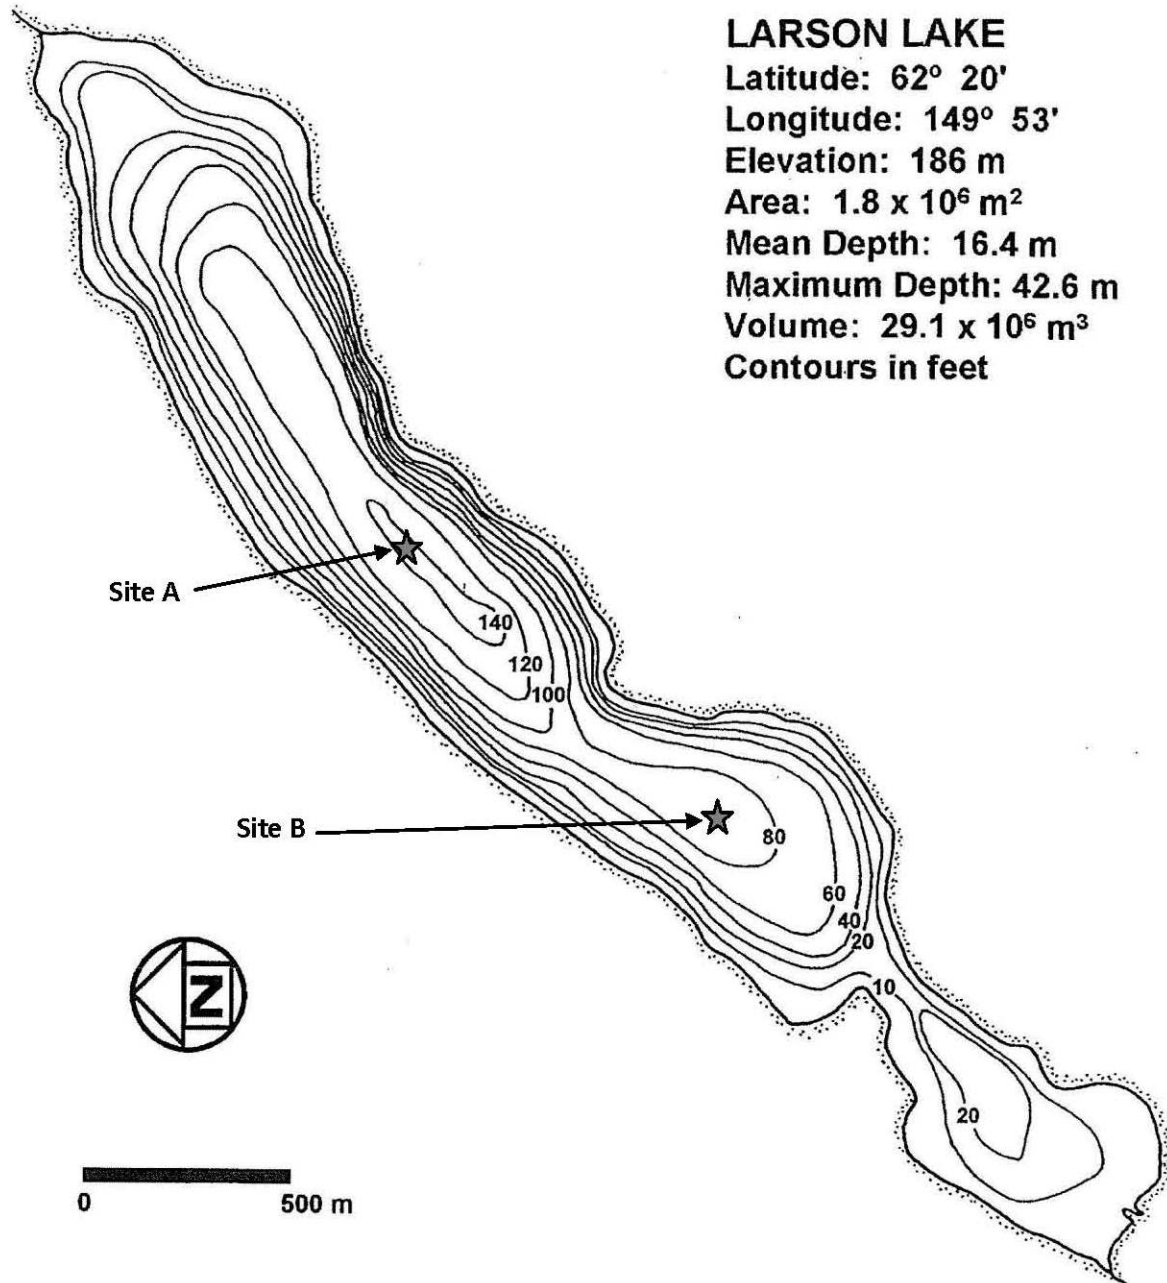 LARSON LAKE
Latitude: 62º 20'
Longitude: 149º 53'
Elevation: 186 m
Area: 1.8 x 10⁶ m²
Mean Depth: 16.4 m
Maximum Depth: 42.6 m
Volume: 29.1 x 10⁶ m³
Contours in feet
Site A
140
120
100
Site B
80
60
40
20
10
N
20
0
500 m